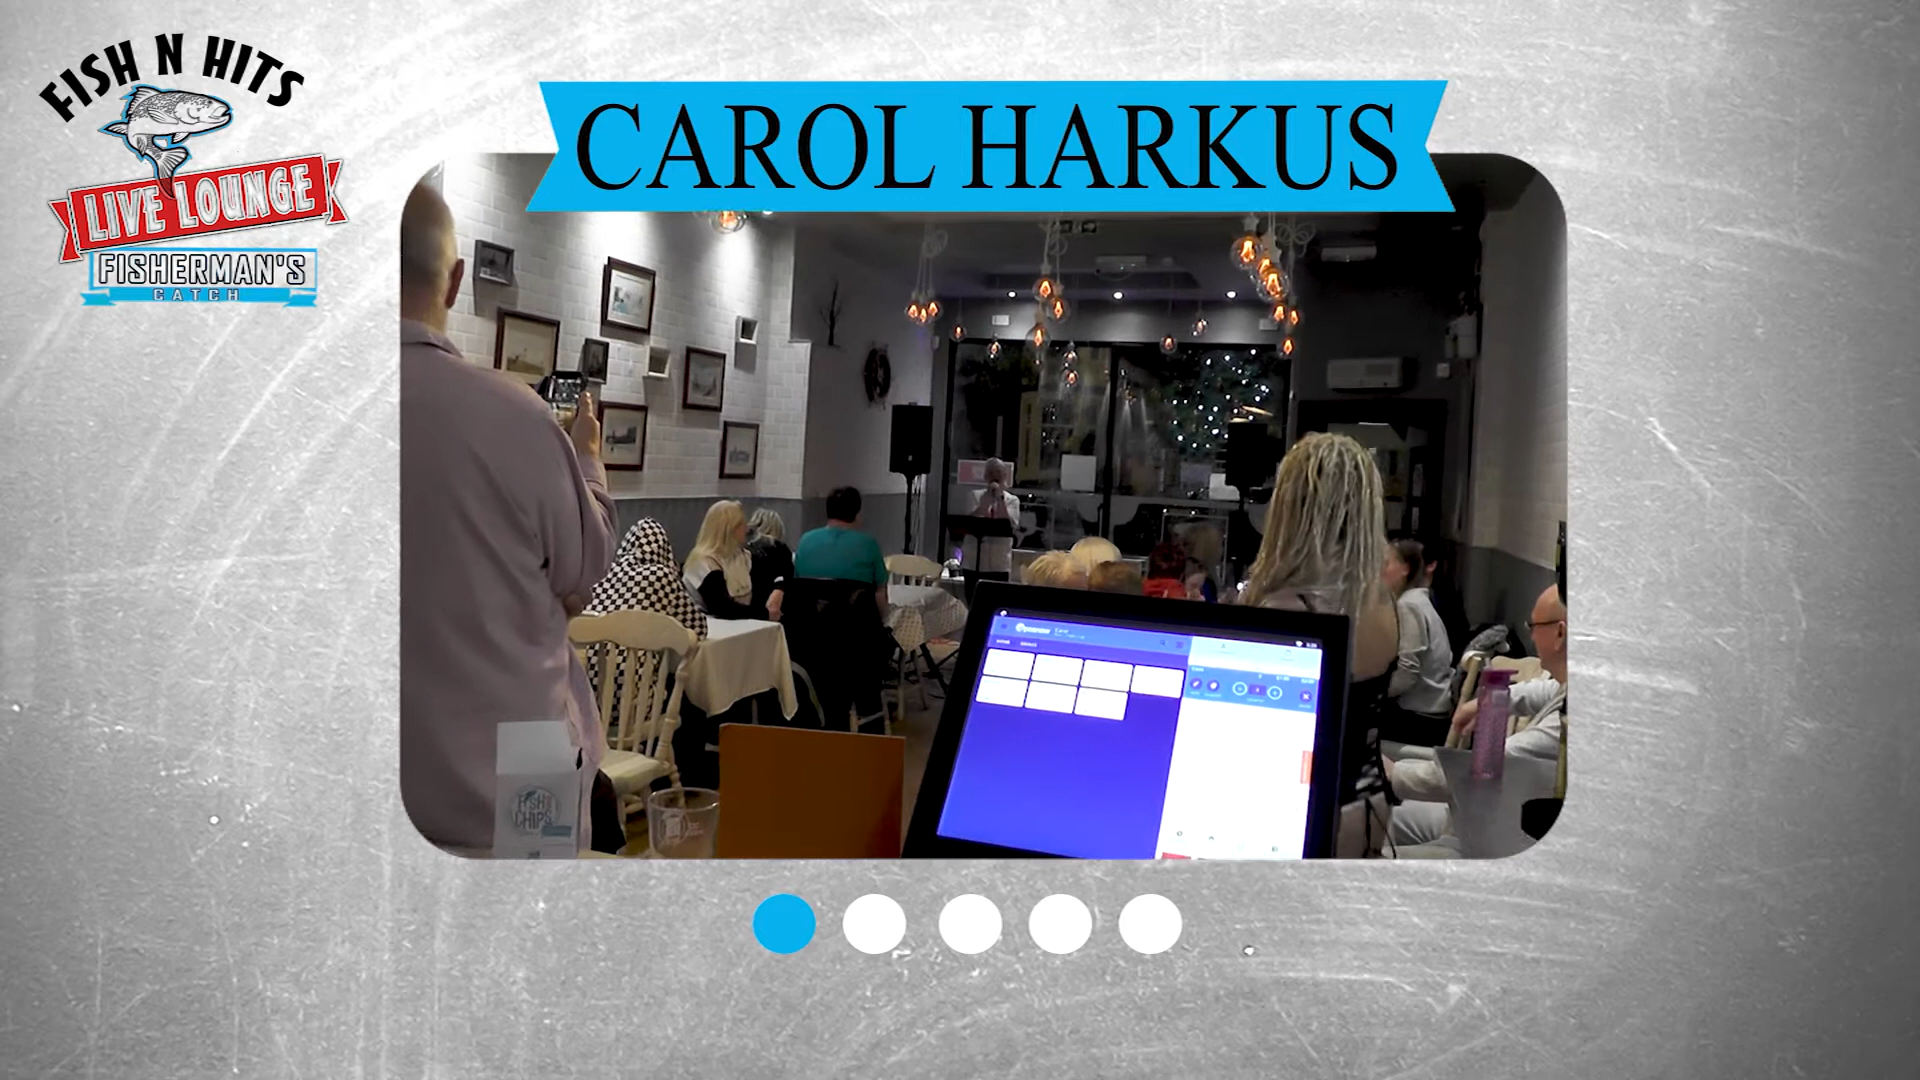 FISH N HITS
LIVE LOUNGE
FISHERMAN'S
CATCH
CAROL HARKUS
FISH
CHIPS